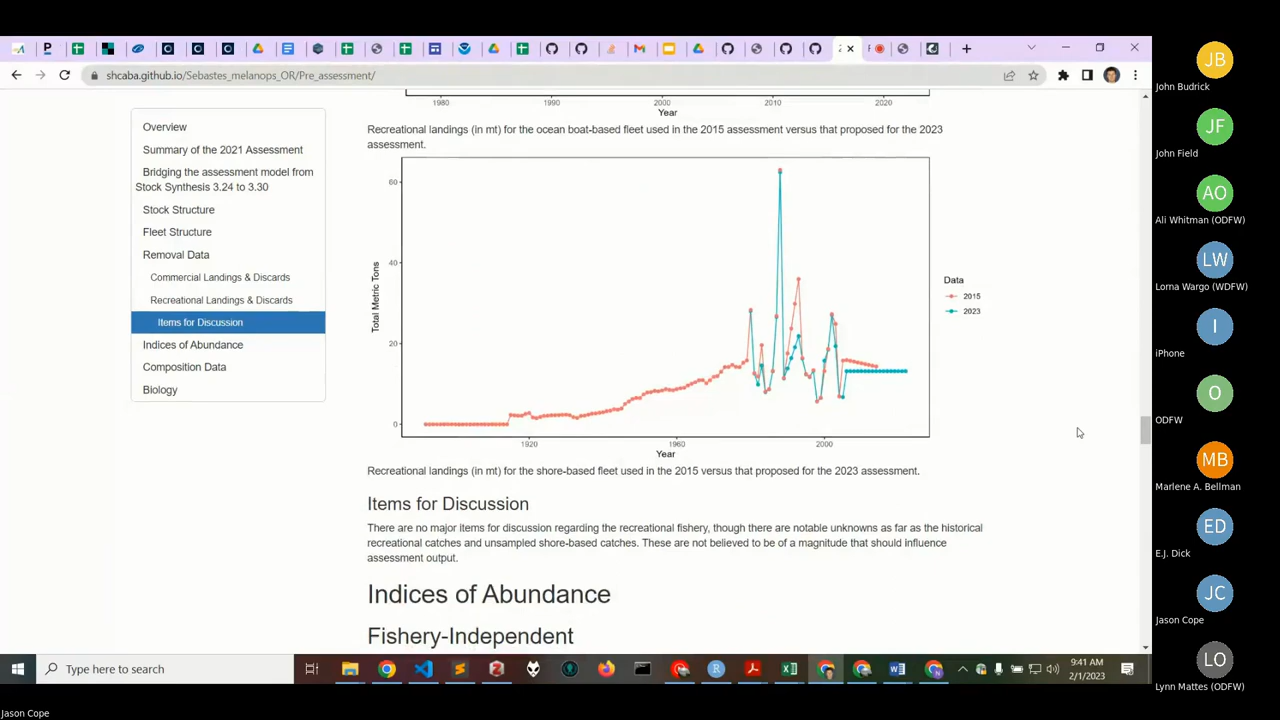 shcaba.github.io/Sebastes_melanops_OR/Pre_assessment/
Overview
Summary of the 2021 Assessment
Bridging the assessment model from
Stock Synthesis 3.24 to 3.30
Stock Structure
Fleet Structure
Removal Data
Commercial Landings & Discards
Recreational Landings & Discards
Items for Discussion
Indices of Abundance
Composition Data
Biology
1980
1990
2000
2010
2020
Year
Recreational landings (in mt) for the ocean boat-based fleet used in the 2015 assessment versus that proposed for the 2023
assessment.
60
40
20
0
Total Metric Tons
1920
1960
2000
Year
Data
2015
2023
Recreational landings (in mt) for the shore-based fleet used in the 2015 versus that proposed for the 2023 assessment.
Items for Discussion
There are no major items for discussion regarding the recreational fishery, though there are notable unknowns as far as the historical
recreational catches and unsampled shore-based catches. These are not believed to be of a magnitude that should influence
assessment output.
Indices of Abundance
Fishery-Independent
Type here to search
9:41 AM
2/1/2023
JB
John Budrick
JF
John Field
AO
Ali Whitman (ODFW)
LW
Lorna Wargo (WDFW)
I
iPhone
O
ODFW
MB
Marlene A. Bellman
ED
E.J. Dick
JC
Jason Cope
LO
Lynn Mattes (ODFW)
Jason Cope